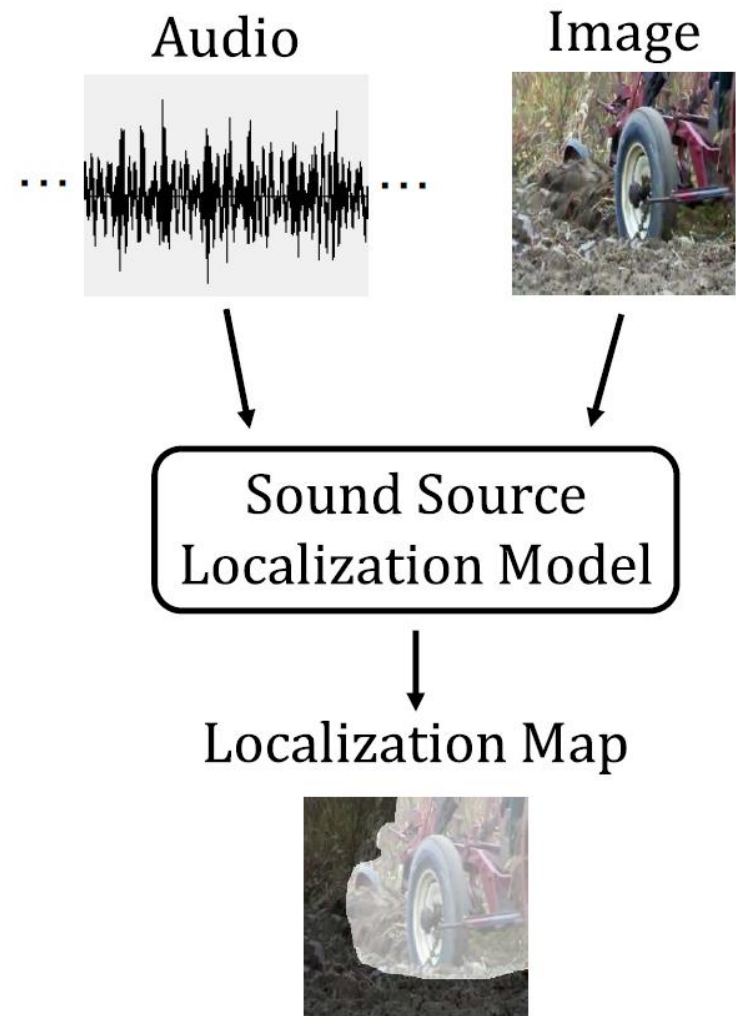 Audio
Image
... ...
Sound Source
Localization Model
Localization Map